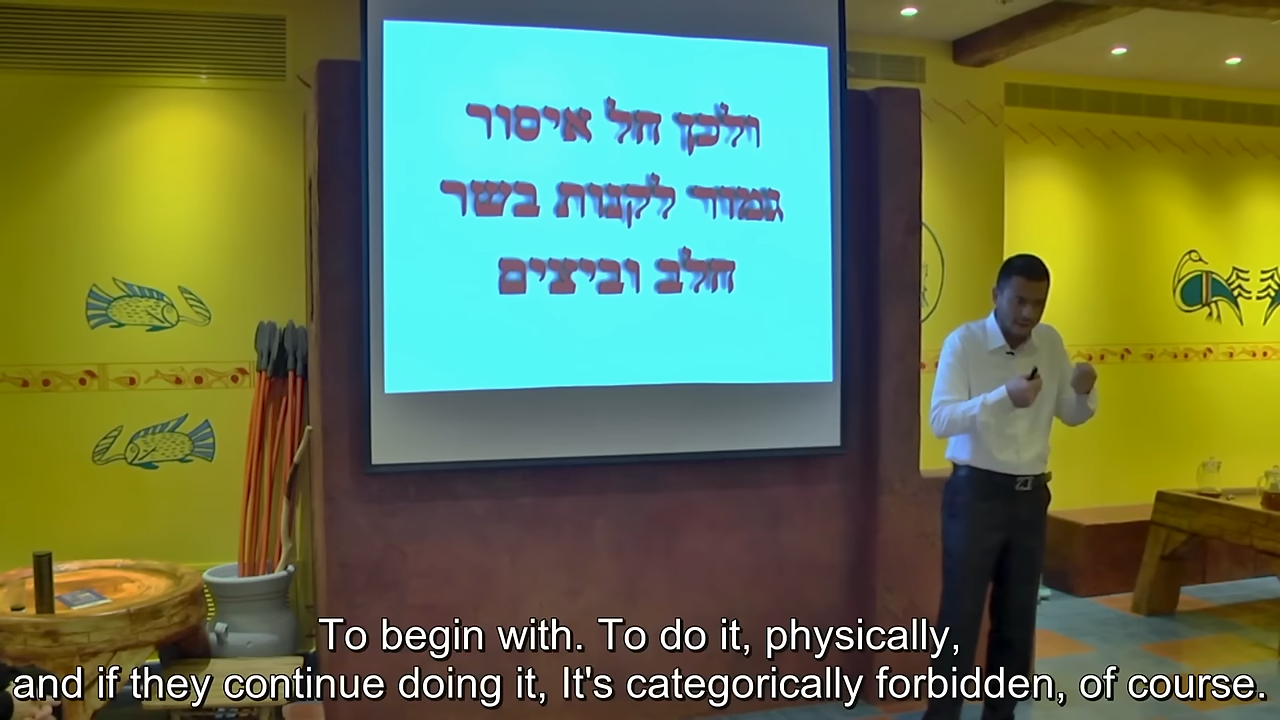 ולכן חל איסור
גמור לקנות בשר
חלב וביצים
To begin with. To do it, physically,
and if they continue doing it, It's categorically forbidden, of course.